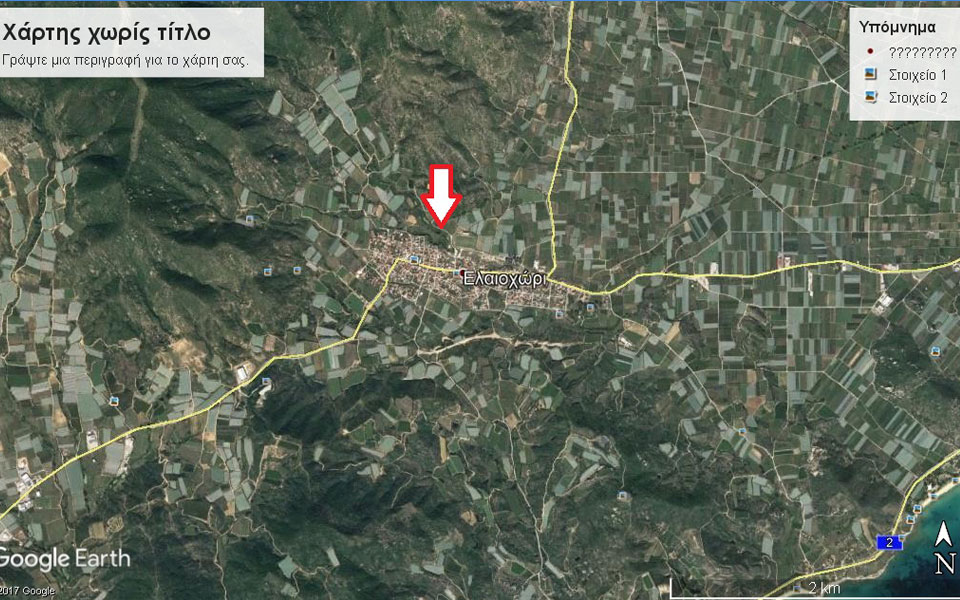 Χάρτης χωρίς τίτλο
Γράψτε μια περιγραφή για το χάρτη σας.
Υπόμνημα
?????????
Στοιχείο 1
Στοιχείο 2
Ελαιοχώρι
2
Google Earth
2017 Google
N
2 km